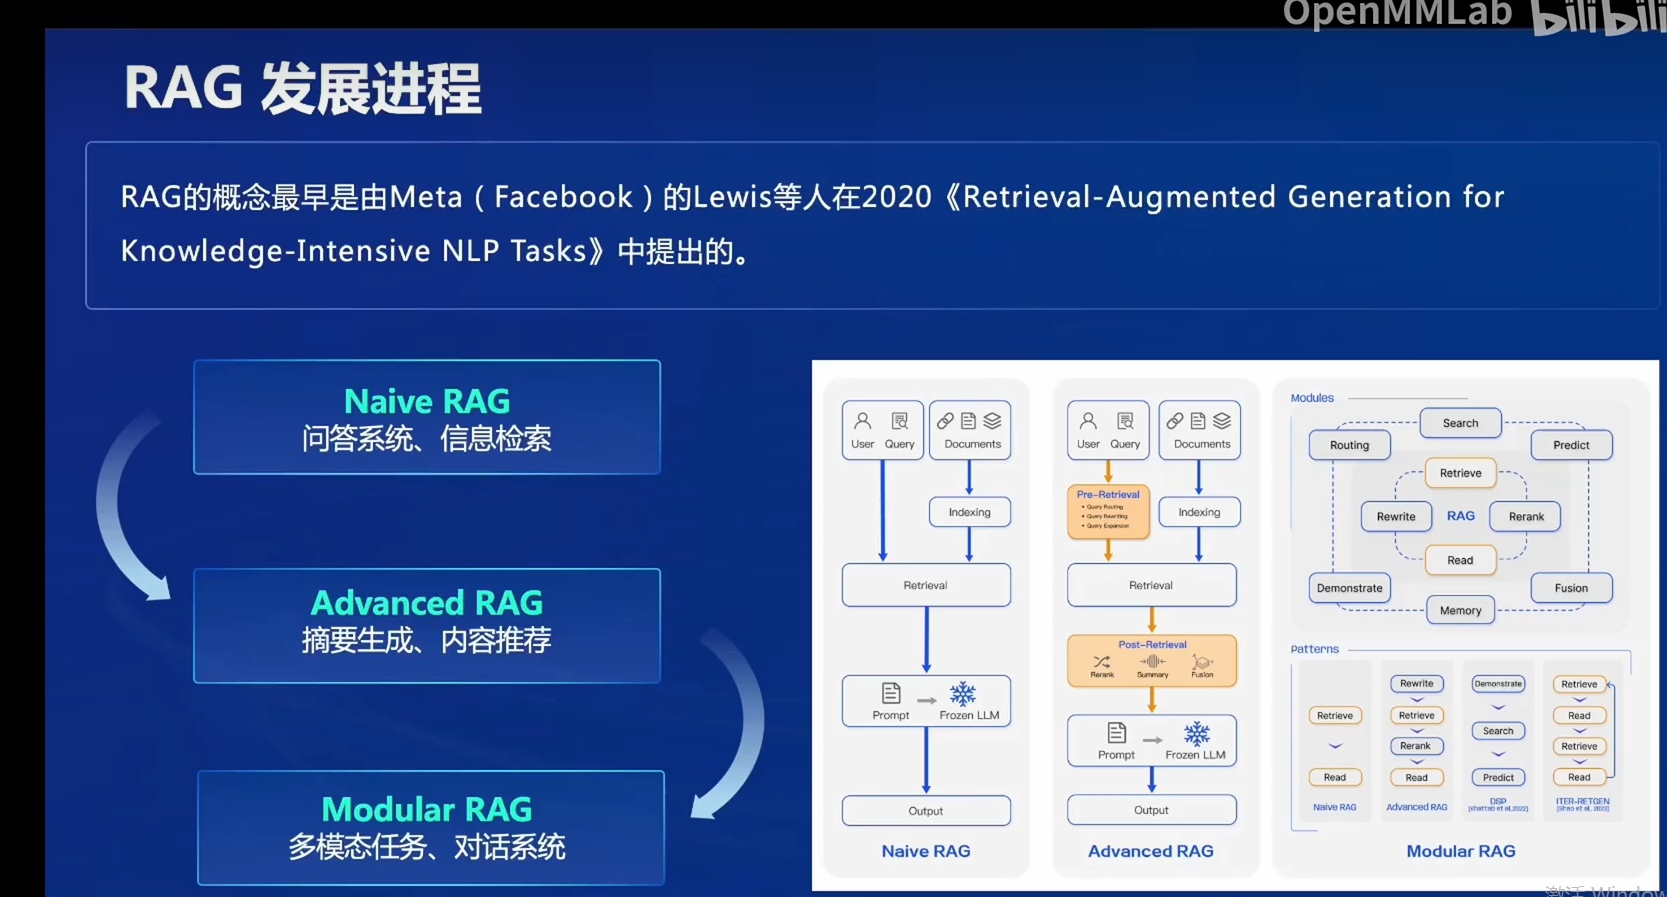 OpenMMLab bilibili
RAG 发展进程
RAG的概念最早是由Meta（Facebook）的Lewis等人在2020《Retrieval-Augmented Generation for
Knowledge-Intensive NLP Tasks》中提出的。
Naive RAG
问答系统、信息检索
Advanced RAG
摘要生成、内容推荐
Modular RAG
多模态任务、对话系统
User Query
Documents
Indexing
Retrieval
Prompt
Frozen LLM
Output
Naive RAG
User Query
Documents
Pre-Retrieval
• Query Routing
• Query Rewriting
• Query Expansion
Indexing
Retrieval
Post-Retrieval
Rerank
Summary
Fusion
Prompt
Frozen LLM
Output
Advanced RAG
Modules
Search
Routing
Predict
Retrieve
Rewrite
RAG
Rerank
Read
Demonstrate
Fusion
Memory
Patterns
Retrieve
Read
Naive RAG
Rewrite
Retrieve
Rerank
Read
Advanced RAG
Demonstrate
Search
Predict
DSP
[Khattab et al.,2022]
Retrieve
Read
Retrieve
Read
ITER-RETGEN
[Shao et al., 2023]
Modular RAG
激活 Window